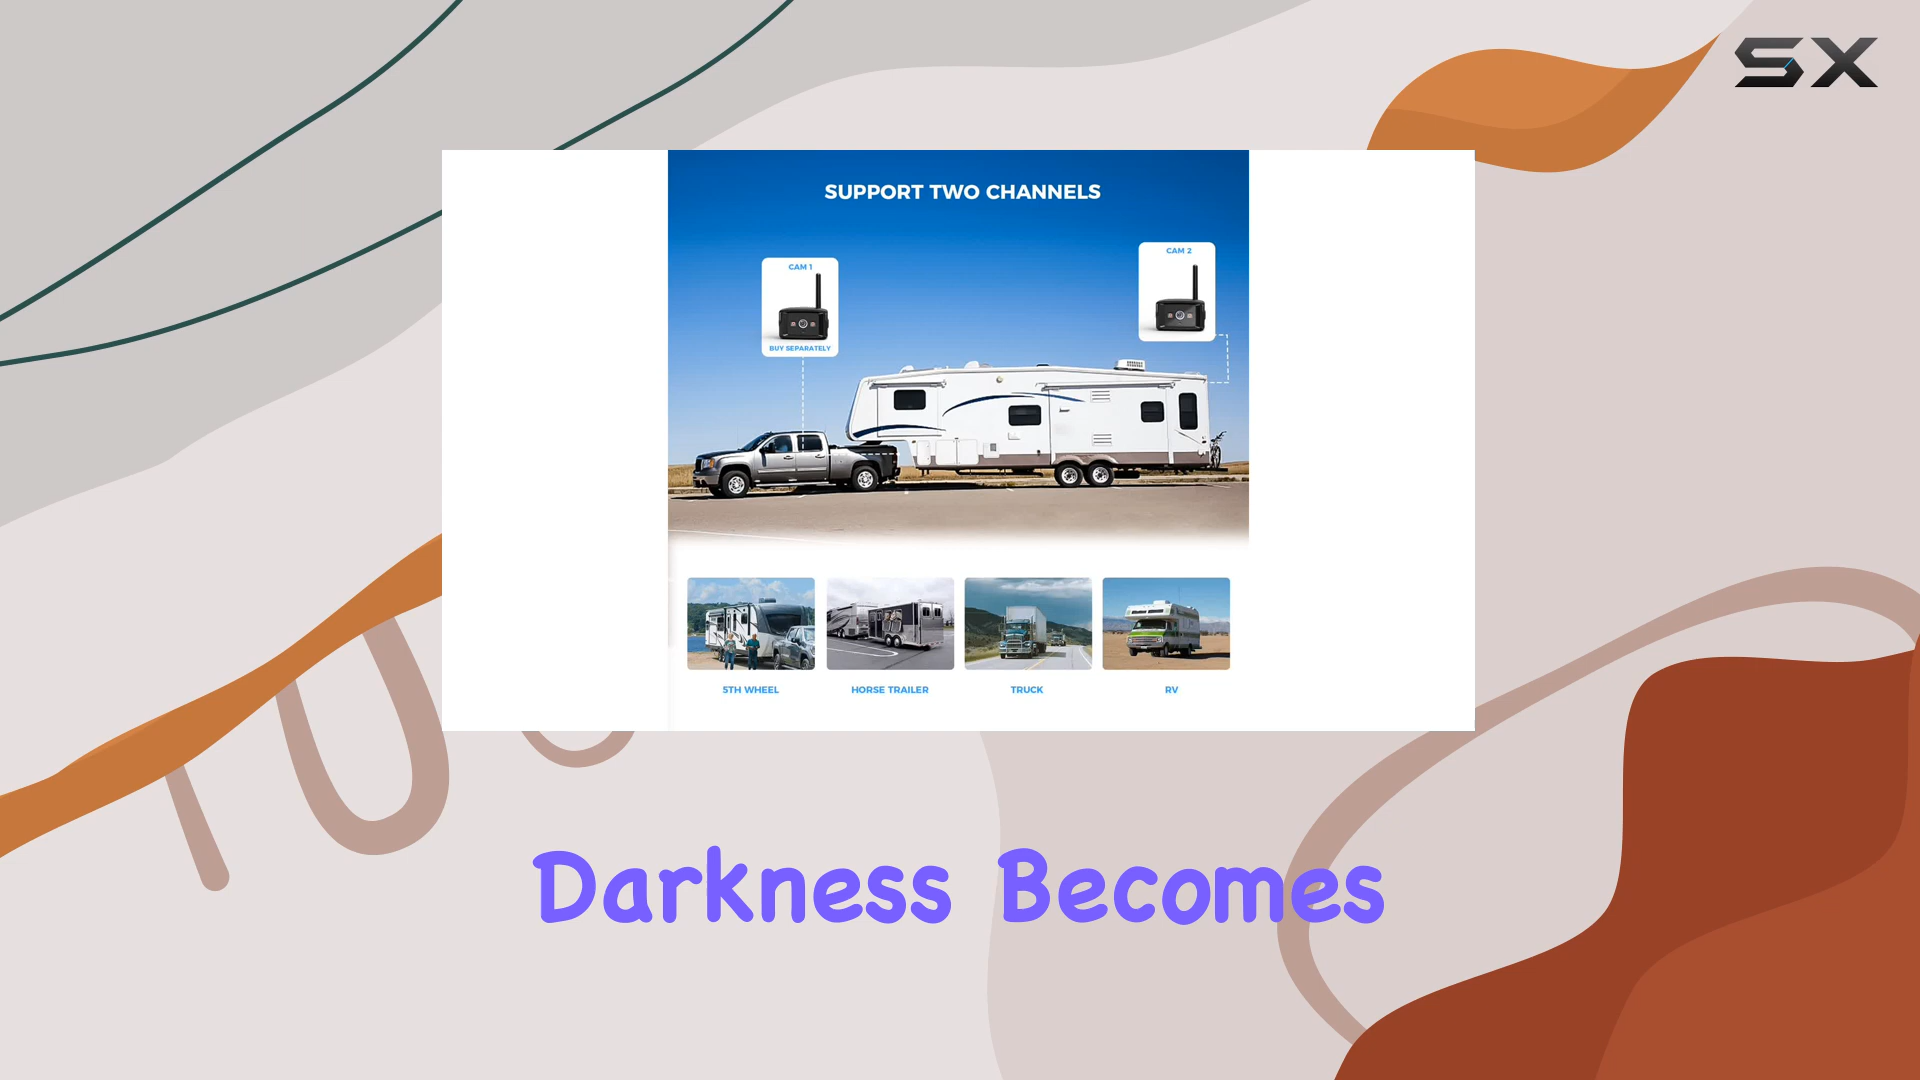 SX
SUPPORT TWO CHANNELS
CAM 1
BUY SEPARATELY
CAM 2
5TH WHEEL
HORSE TRAILER
TRUCK
RV
Darkness Becomes